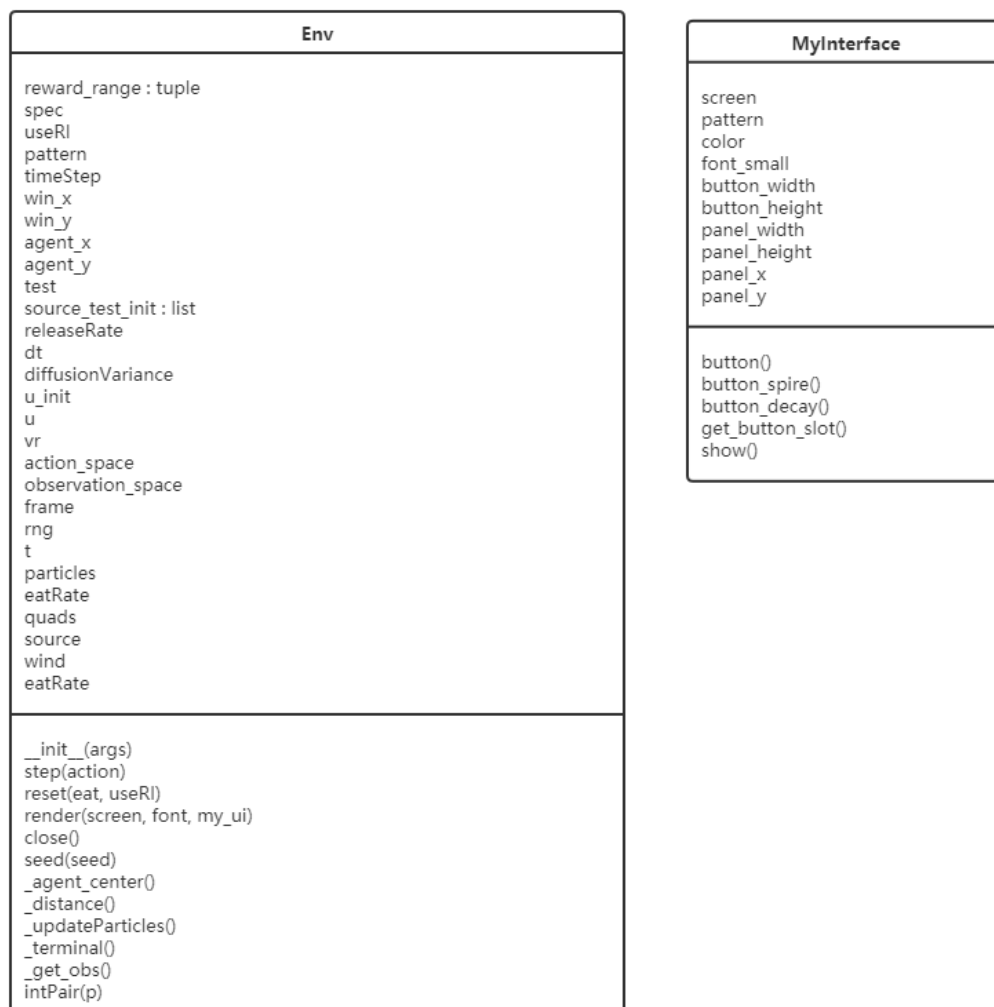 Env
reward_range : tuple
spec
useRI
pattern
timeStep
win_x
win_y
agent_x
agent_y
test
source_test_init : list
releaseRate
dt
diffusionVariance
u_init
u
vr
action_space
observation_space
frame
rng
t
particles
eatRate
quads
source
wind
eatRate
__init__(args)
step(action)
reset(eat, useRI)
render(screen, font, my_ui)
close()
seed(seed)
_agent_center()
_distance()
_updateParticles()
_terminal()
_get_obs()
intPair(p)
MyInterface
screen
pattern
color
font_small
button_width
button_height
panel_width
panel_height
panel_x
panel_y
button()
button_spire()
button_decay()
get_button_slot()
show()